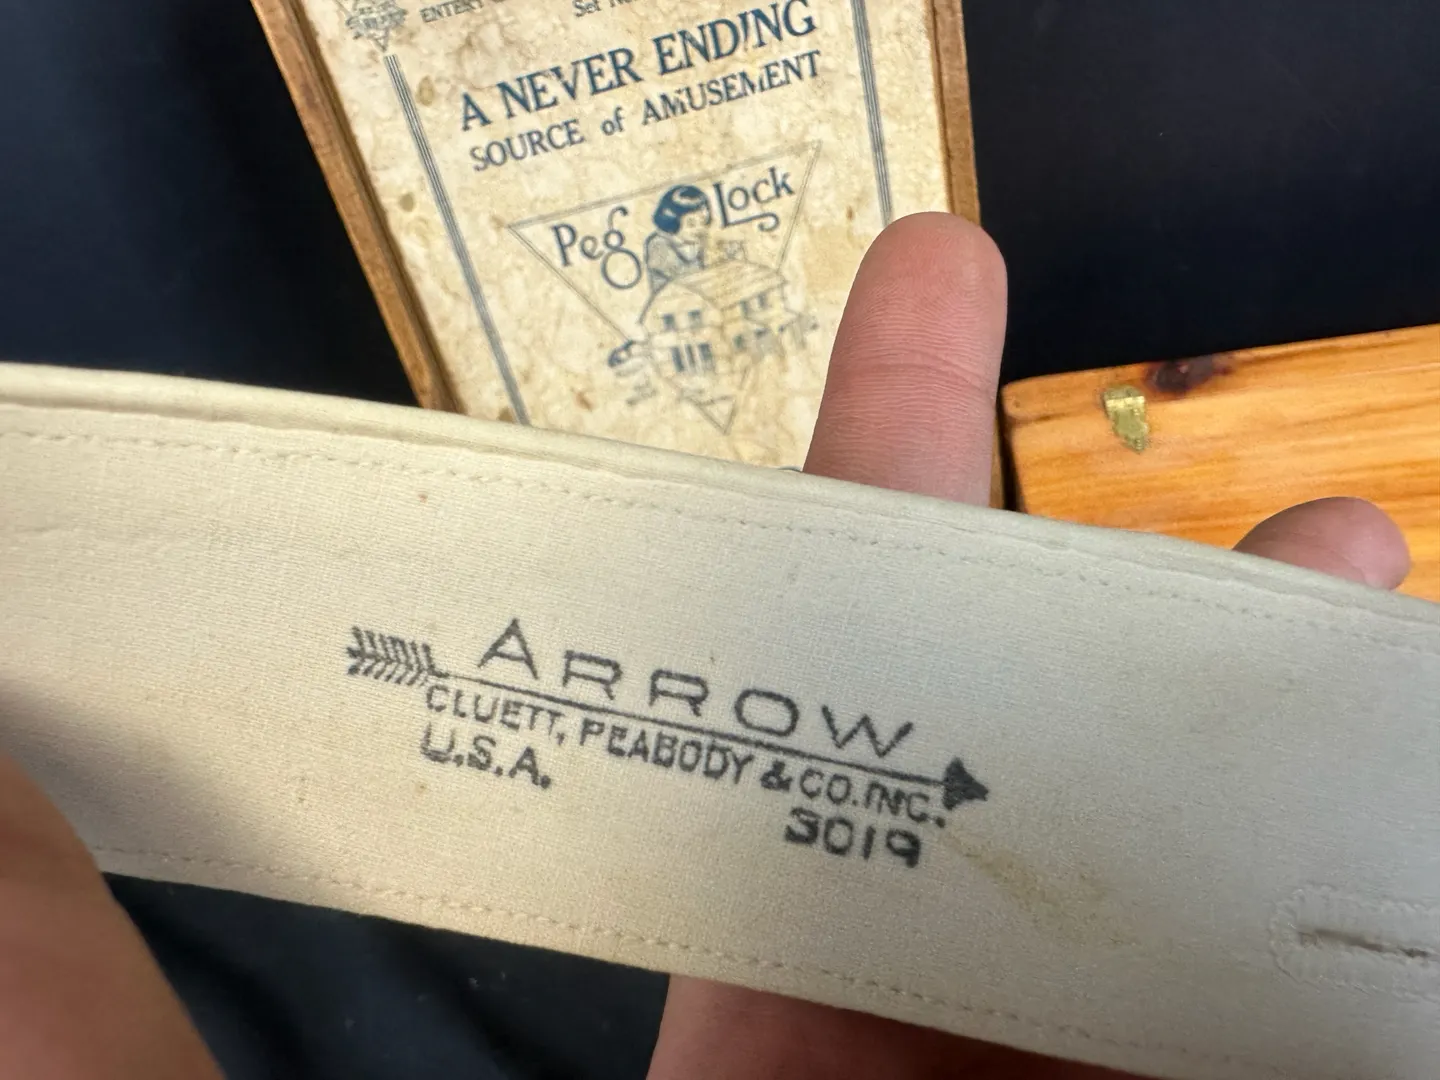 A NEVER ENDING
SOURCE of AMUSEMENT
Peg Lock
ARROW
CLUETT, PEABODY & CO. INC.
U.S.A.
3019